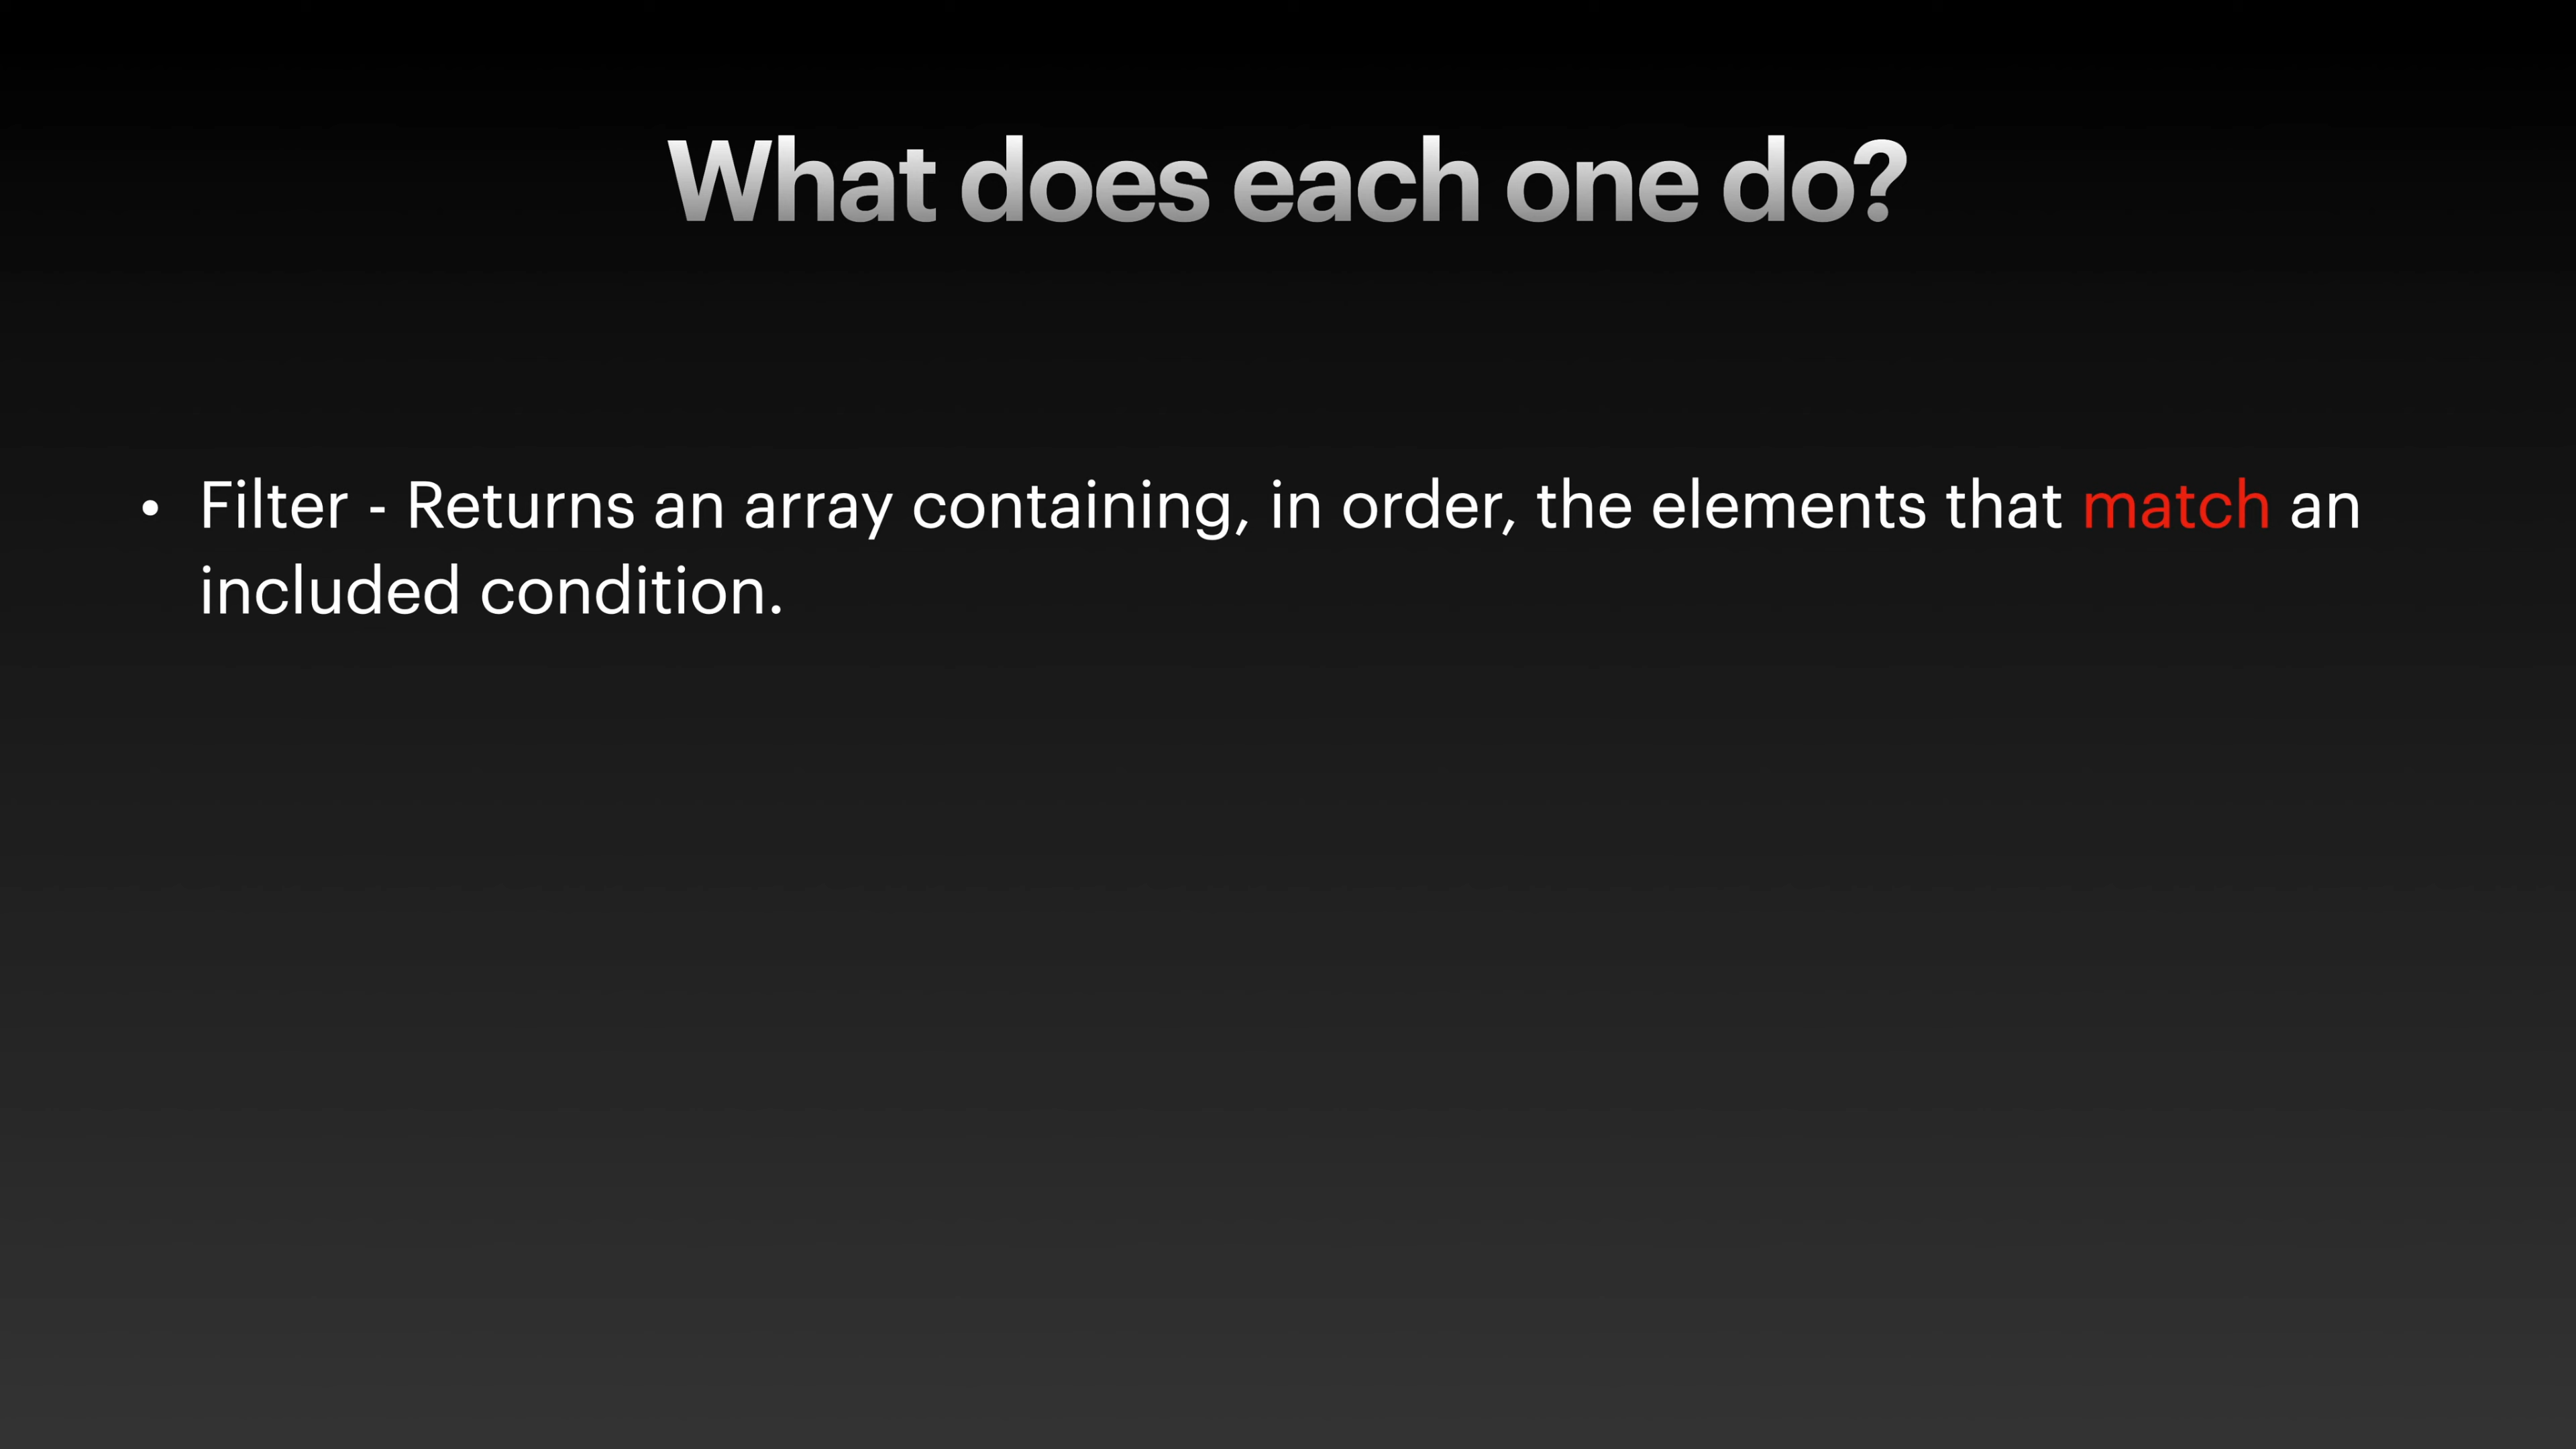 What does each one do?
• Filter - Returns an array containing, in order, the elements that match an
included condition.